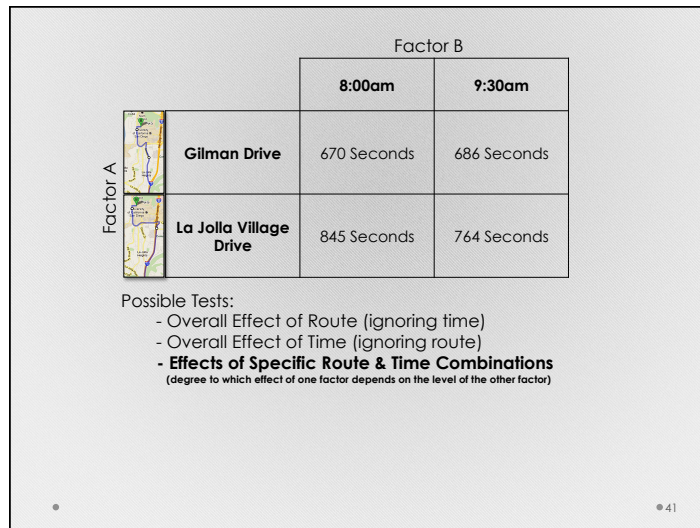 Factor B
8:00am 9:30am
Factor A
Gilman Drive 670 Seconds 686 Seconds
La Jolla Village
Drive 845 Seconds 764 Seconds
Possible Tests:
- Overall Effect of Route (ignoring time)
- Overall Effect of Time (ignoring route)
- Effects of Specific Route & Time Combinations
(degree to which effect of one factor depends on the level of the other factor)
41